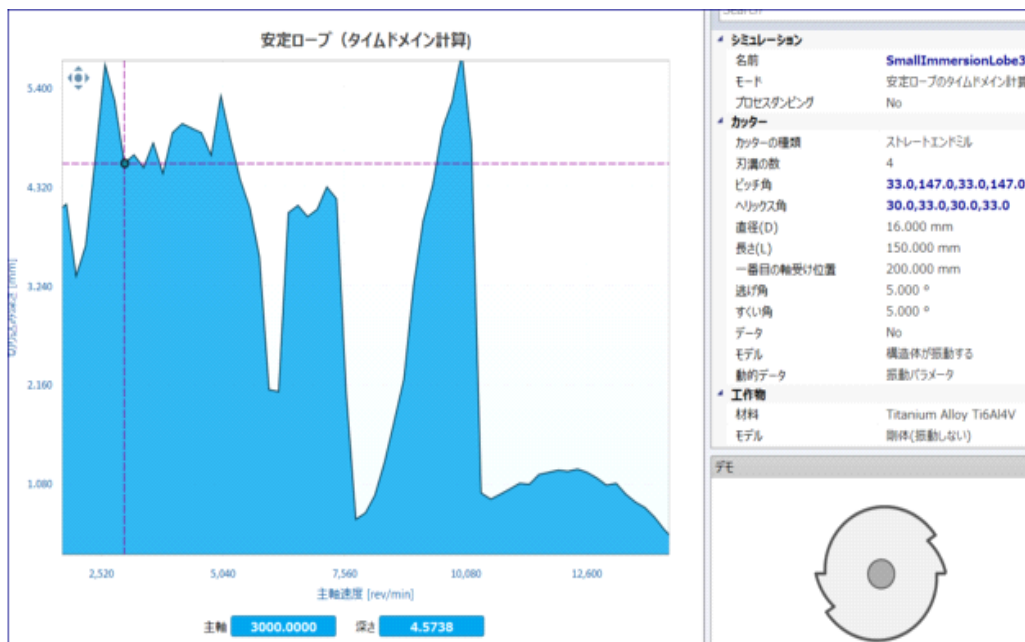 安定ローブ（タイムドメイン計算)
5.400
4.320
3.240
2.160
1.080
2,520 5,040 7,560 10,080 12,600
主軸速度 [rev/min]
主軸 3000.0000 深さ 4.5738
シミュレーション
名前 SmallImmersionLobe3
モード 安定ローブのタイムドメイン計算
プロセスダンピング No
カッター
カッターの種類 ストレートエンドミル
刃溝の数 4
ピッチ角 33.0,147.0,33.0,147.0
ヘリックス角 30.0,33.0,30.0,33.0
直径(D) 16.000 mm
長さ(L) 150.000 mm
一番目の軸受け位置 200.000 mm
逃げ角 5.000 °
すくい角 5.000 °
データ No
モデル 構造体が振動する
動的データ 振動パラメータ
工作物
材料 Titanium Alloy Ti6Al4V
モデル 剛体(振動しない)
デモ